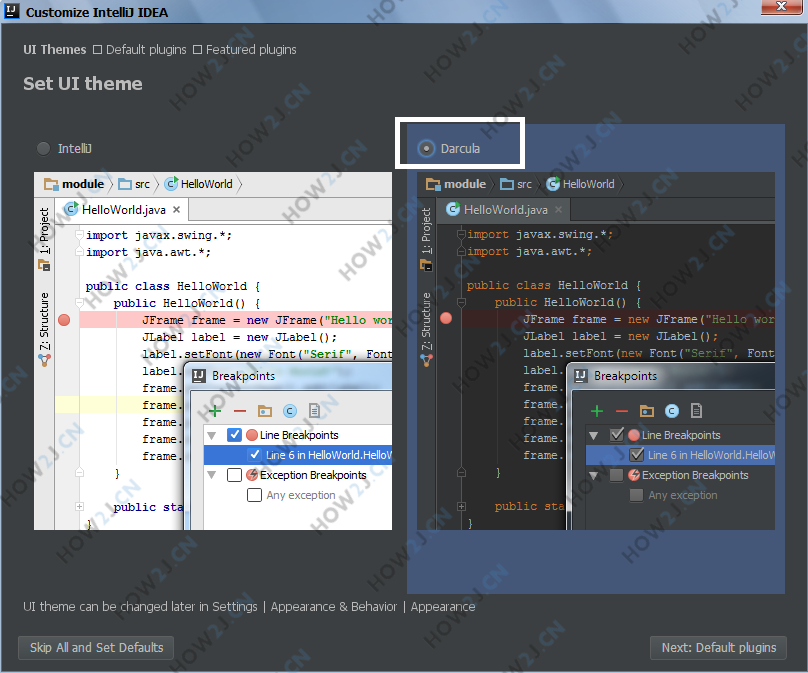 Customize IntelliJ IDEA
UI Themes Default plugins Featured plugins
Set UI theme
IntelliJ
module src HelloWorld
HelloWorld.java
1: Project
Z: Structure
import javax.swing.*;
import java.awt.*;
public class HelloWorld {
public HelloWorld() {
JFrame frame = new JFrame("Hello wor
JLabel label = new JLabel();
label.setFont(new Font("Serif", Font
label.
frame.
frame.
frame.
frame.
frame.
}
public sta
}
Breakpoints
Line Breakpoints
Line 6 in HelloWorld.HelloW
Exception Breakpoints
Any exception
Darcula
module src HelloWorld
HelloWorld.java
1: Project
Z: Structure
import javax.swing.*;
import java.awt.*;
public class HelloWorld {
public HelloWorld() {
JFrame frame = new JFrame("Hello wor
JLabel label = new JLabel();
label.setFont(new Font("Serif", Font
label.
frame.
frame.
frame.
frame.
frame.
}
public sta
}
Breakpoints
Line Breakpoints
Line 6 in HelloWorld.HelloW
Exception Breakpoints
Any exception
UI theme can be changed later in Settings | Appearance & Behavior | Appearance
Skip All and Set Defaults
Next: Default plugins
HOW2J.CN